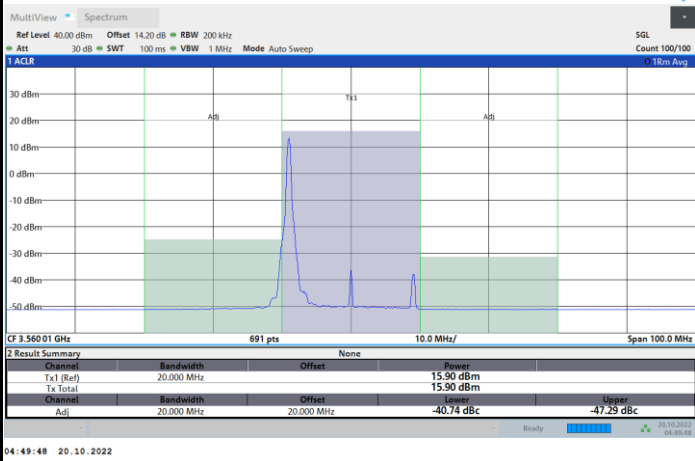 MultiView Spectrum
Ref Level 40.00 dBm Offset 14.20 dB RBW 200 kHz SGL
Att 30 dB SWT 100 ms VBW 1 MHz Mode Auto Sweep Count 100/100
1 ACLR 1Rm Avg
30 dBm
Tx1
20 dBm
Adj Adj
10 dBm
0 dBm
-10 dBm
-20 dBm
-30 dBm
-40 dBm
-50 dBm
CF 3.560 01 GHz 691 pts 10.0 MHz/ Span 100.0 MHz
2 Result Summary None
Channel Bandwidth Offset Power
Tx1 (Ref) 20.000 MHz 15.90 dBm
Tx Total 15.90 dBm
Channel Bandwidth Offset Lower Upper
Adj 20.000 MHz 20.000 MHz -40.74 dBc -47.29 dBc
Ready 20.10.2022
04:49:48
04:49:48 20.10.2022